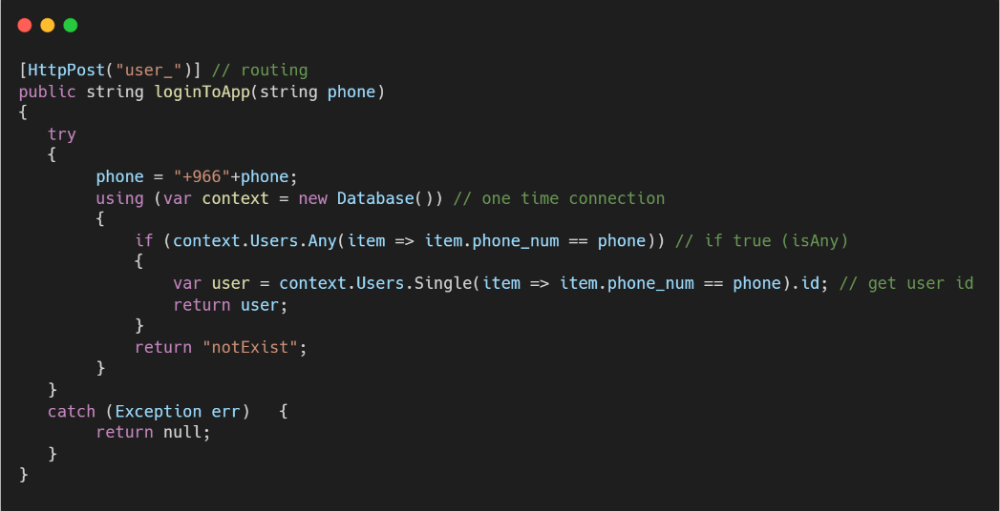 [HttpPost("user_")] // routing
public string loginToApp(string phone)
{
   try
   {
        phone = "+966"+phone;
        using (var context = new Database()) // one time connection
        {
            if (context.Users.Any(item => item.phone_num == phone)) // if true (isAny)
            {
                var user = context.Users.Single(item => item.phone_num == phone).id; // get user id
                return user;
            }
            return "notExist";
        }
   }
   catch (Exception err)   {
        return null;
   }
}